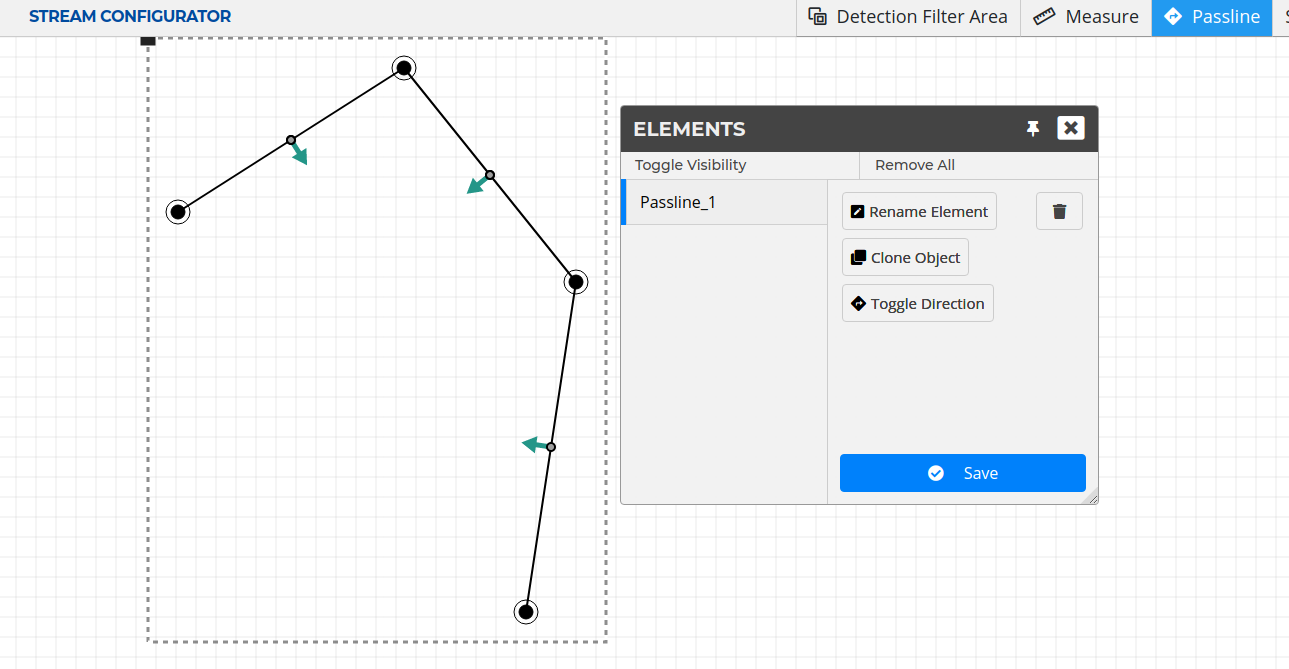 STREAM CONFIGURATOR
Detection Filter Area
Measure
Passline
ELEMENTS
Toggle Visibility
Remove All
Passline_1
Rename Element
Clone Object
Toggle Direction
Save